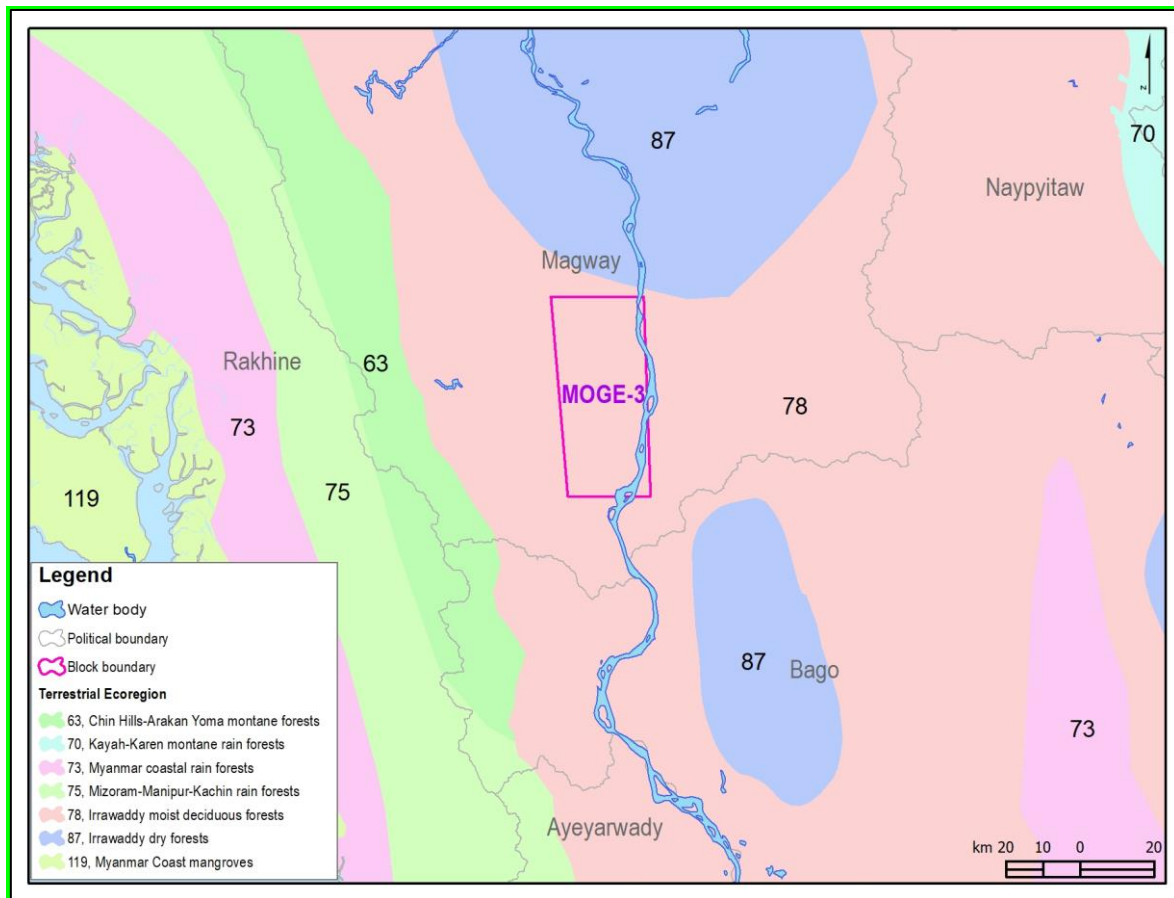 87
70
Naypyitaw
Magway
Rakhine
63
MOGE-3
78
73
75
119
87
Bago
73
Ayeyarwady
Legend
Water body
Political boundary
Block boundary
Terrestrial Ecoregion
63, Chin Hills-Arakan Yoma montane forests
70, Kayah-Karen montane rain forests
73, Myanmar coastal rain forests
75, Mizoram-Manipur-Kachin rain forests
78, Irrawaddy moist deciduous forests
87, Irrawaddy dry forests
119, Myanmar Coast mangroves
km 20 10 0 20
N